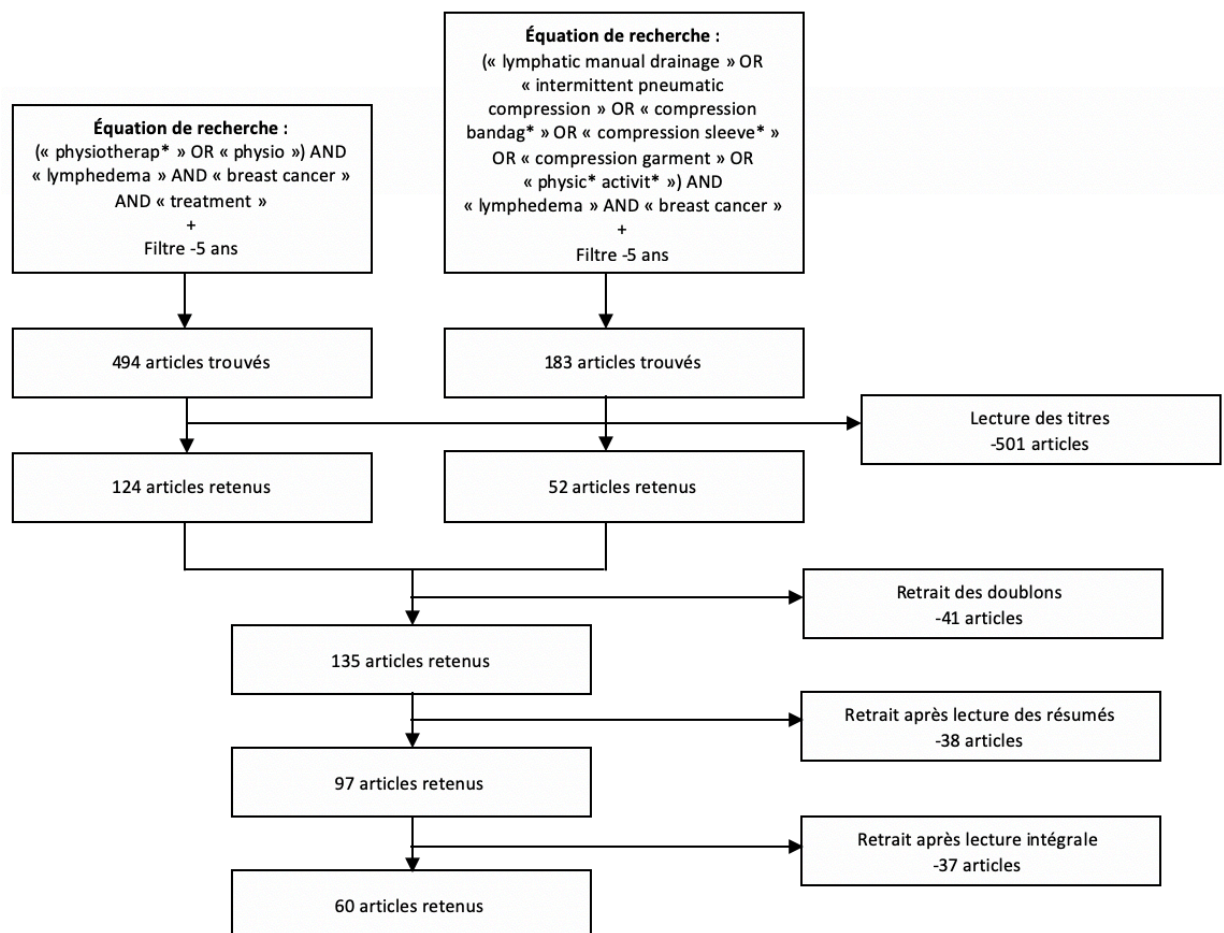 Équation de recherche :
(« physiotherap* » OR « physio ») AND
« lymphedema » AND « breast cancer »
AND « treatment »
+
Filtre -5 ans
Équation de recherche :
(« lymphatic manual drainage » OR
« intermittent pneumatic
compression » OR « compression
bandag* » OR « compression sleeve* »
OR « compression garment » OR
« physic* activit* ») AND
« lymphedema » AND « breast cancer »
+
Filtre -5 ans
494 articles trouvés
183 articles trouvés
Lecture des titres
-501 articles
124 articles retenus
52 articles retenus
Retrait des doublons
-41 articles
135 articles retenus
Retrait après lecture des résumés
-38 articles
97 articles retenus
Retrait après lecture intégrale
-37 articles
60 articles retenus